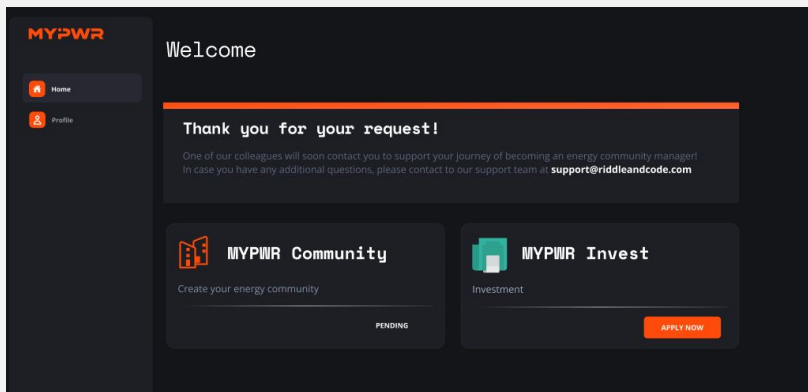 MYPWR
Welcome
Home
Profile
Thank you for your request!
One of our colleagues will soon contact you to support your journey of becoming an energy community manager!
In case you have any additional questions, please contact to our support team at support@riddleandcode.com
MYPWR Community
Create your energy community
PENDING
MYPWR Invest
Investment
APPLY NOW